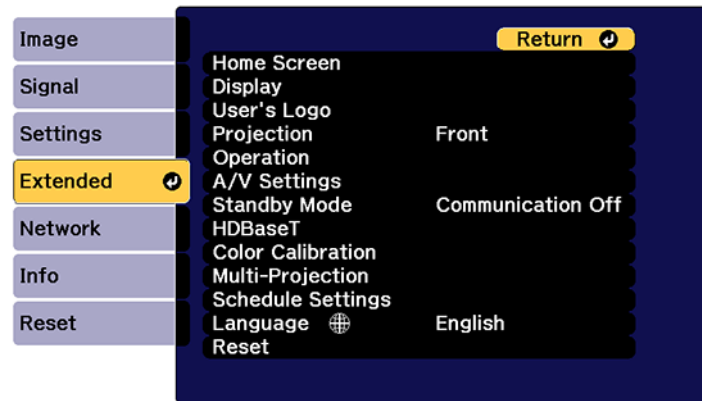 Image
Signal
Settings
Extended
Network
Info
Reset
Return
Home Screen
Display
User's Logo
Projection Front
Operation
A/V Settings
Standby Mode Communication Off
HDBaseT
Color Calibration
Multi-Projection
Schedule Settings
Language English
Reset